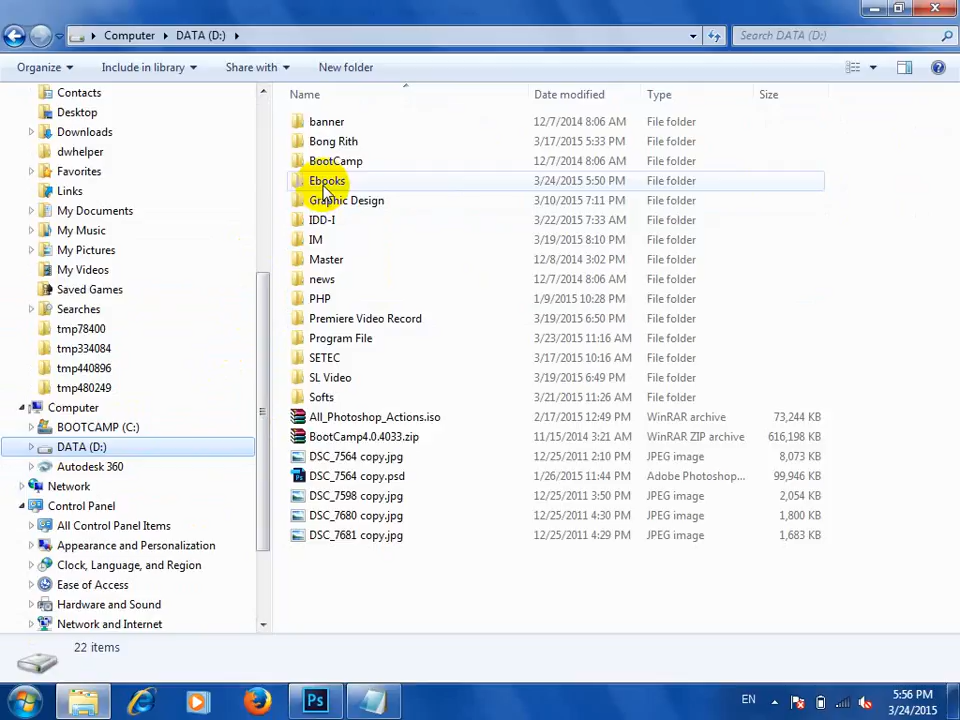 Computer DATA (D:) Search DATA (D:)
Organize Include in library Share with New folder
Name Date modified Type Size
Contacts
Desktop
Downloads
dwhelper
Favorites
Links
My Documents
My Music
My Pictures
My Videos
Saved Games
Searches
tmp78400
tmp334084
tmp440896
tmp480249
Computer
BOOTCAMP (C:)
DATA (D:)
Autodesk 360
Network
Control Panel
All Control Panel Items
Appearance and Personalization
Clock, Language, and Region
Ease of Access
Hardware and Sound
Network and Internet
banner 12/7/2014 8:06 AM File folder
Bong Rith 3/17/2015 5:33 PM File folder
BootCamp 12/7/2014 8:06 AM File folder
Ebooks 3/24/2015 5:50 PM File folder
Graphic Design 3/10/2015 7:11 PM File folder
IDD-I 3/22/2015 7:33 AM File folder
IM 3/19/2015 8:10 PM File folder
Master 12/8/2014 3:02 PM File folder
news 12/7/2014 8:06 AM File folder
PHP 1/9/2015 10:28 PM File folder
Premiere Video Record 3/19/2015 6:50 PM File folder
Program File 3/23/2015 11:16 AM File folder
SETEC 3/17/2015 10:16 AM File folder
SL Video 3/19/2015 6:49 PM File folder
Softs 3/21/2015 11:26 AM File folder
All_Photoshop_Actions.iso 2/17/2015 12:49 PM WinRAR archive 73,244 KB
BootCamp4.0.4033.zip 11/15/2014 3:21 AM WinRAR ZIP archive 616,198 KB
DSC_7564 copy.jpg 12/25/2011 2:10 PM JPEG image 8,073 KB
DSC_7564 copy.psd 1/26/2015 11:44 PM Adobe Photoshop... 99,946 KB
DSC_7598 copy.jpg 12/25/2011 3:50 PM JPEG image 2,054 KB
DSC_7680 copy.jpg 12/25/2011 4:30 PM JPEG image 1,800 KB
DSC_7681 copy.jpg 12/25/2011 4:29 PM JPEG image 1,683 KB
22 items
Ps
EN
5:56 PM
3/24/2015